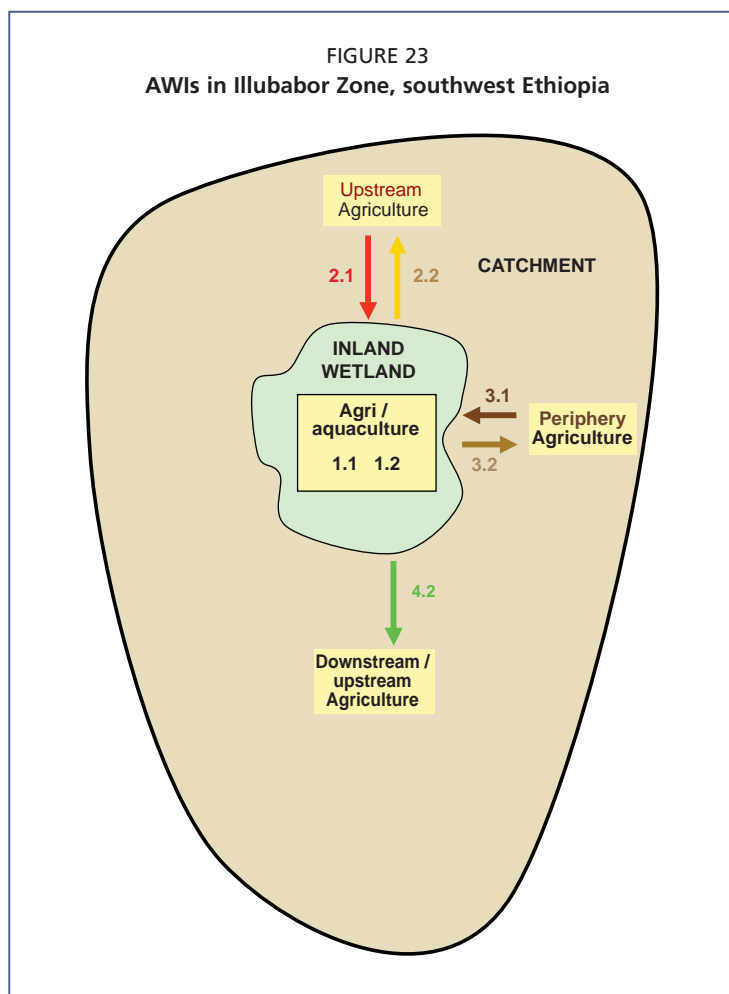 FIGURE 23
AWIs in Illubabor Zone, southwest Ethiopia
Upstream
Agriculture
2.1
2.2
CATCHMENT
INLAND
WETLAND
Agri /
aquaculture
1.1 1.2
3.1
Periphery
Agriculture
3.2
4.2
Downstream /
upstream
Agriculture